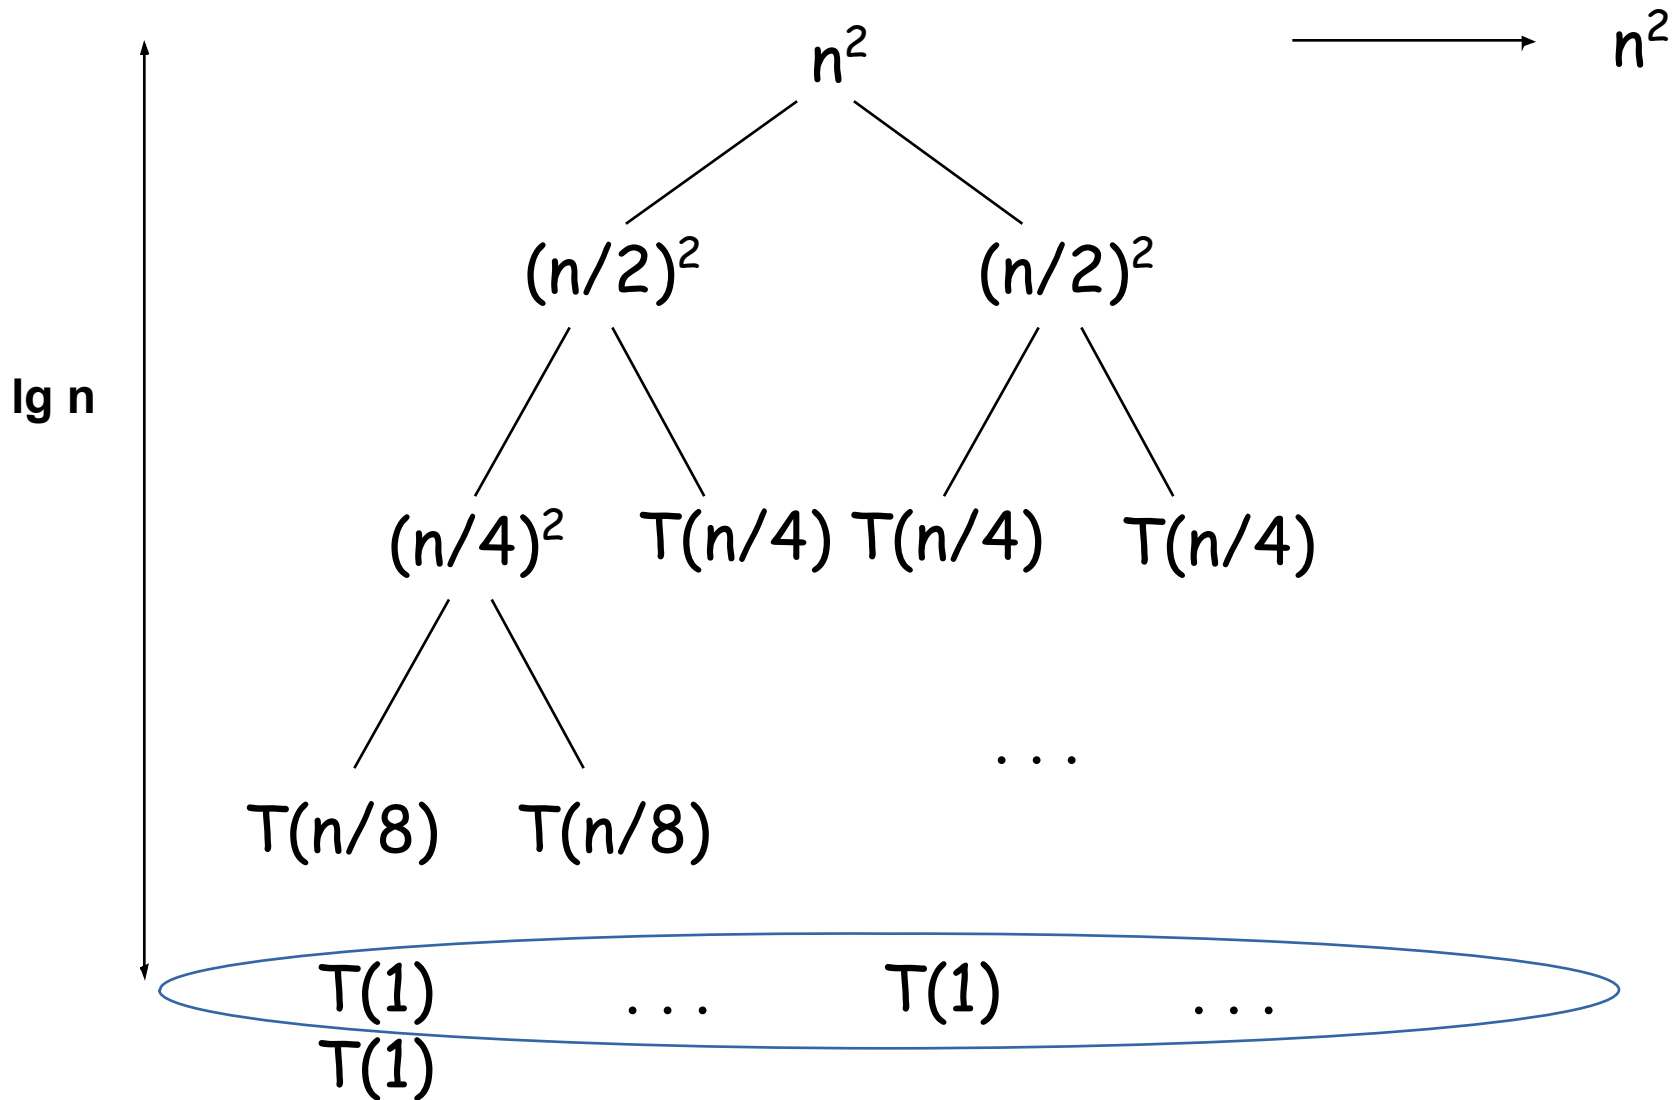 n² n²
(n/2)² (n/2)²
lg n
(n/4)² T(n/4) T(n/4) T(n/4)
. . .
T(n/8) T(n/8)
T(1) . . . T(1) . . .
T(1)